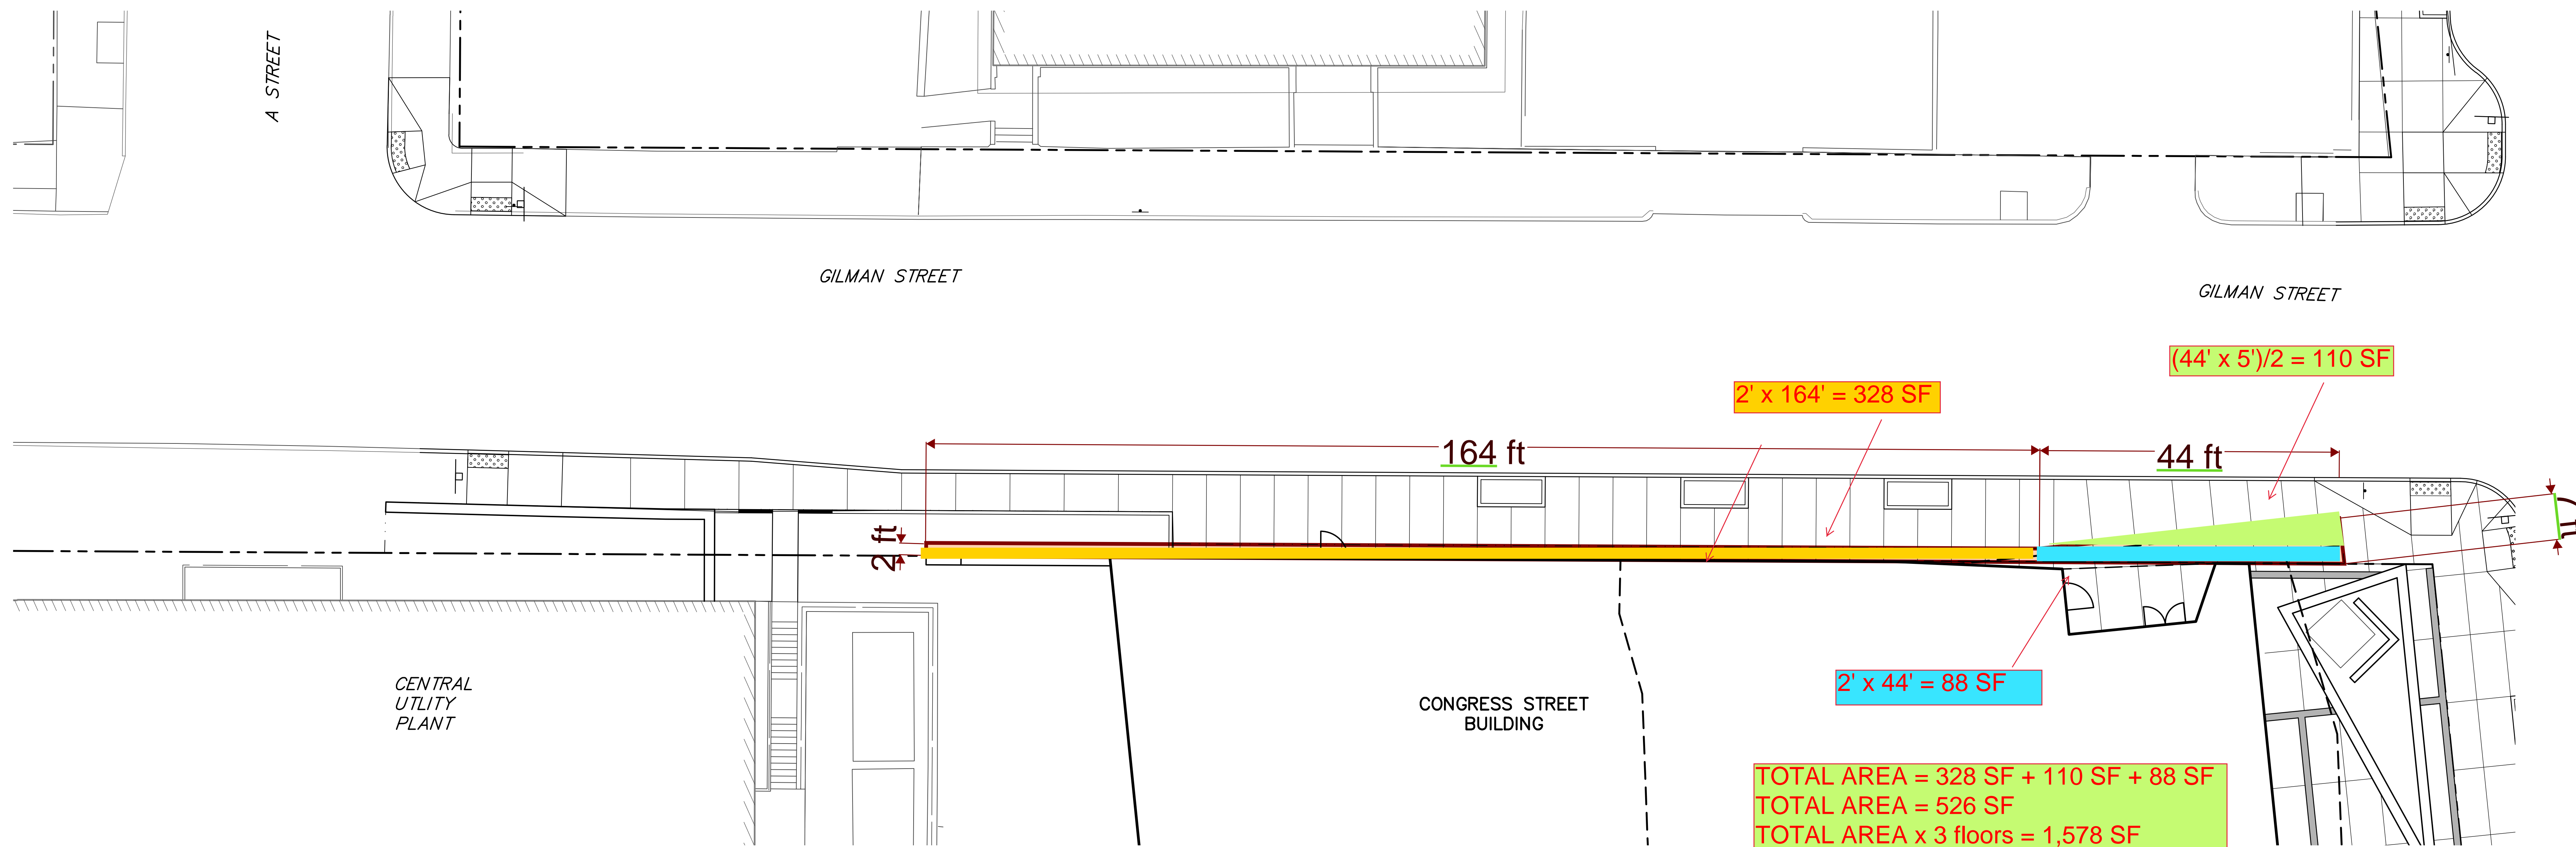 A STREET
GILMAN STREET
GILMAN STREET
(44' x 5')/2 = 110 SF
2' x 164' = 328 SF
164 ft
44 ft
2 ft
CENTRAL
UTLITY
PLANT
CONGRESS STREET
BUILDING
2' x 44' = 88 SF
TOTAL AREA = 328 SF + 110 SF + 88 SF
TOTAL AREA = 526 SF
TOTAL AREA x 3 floors = 1,578 SF